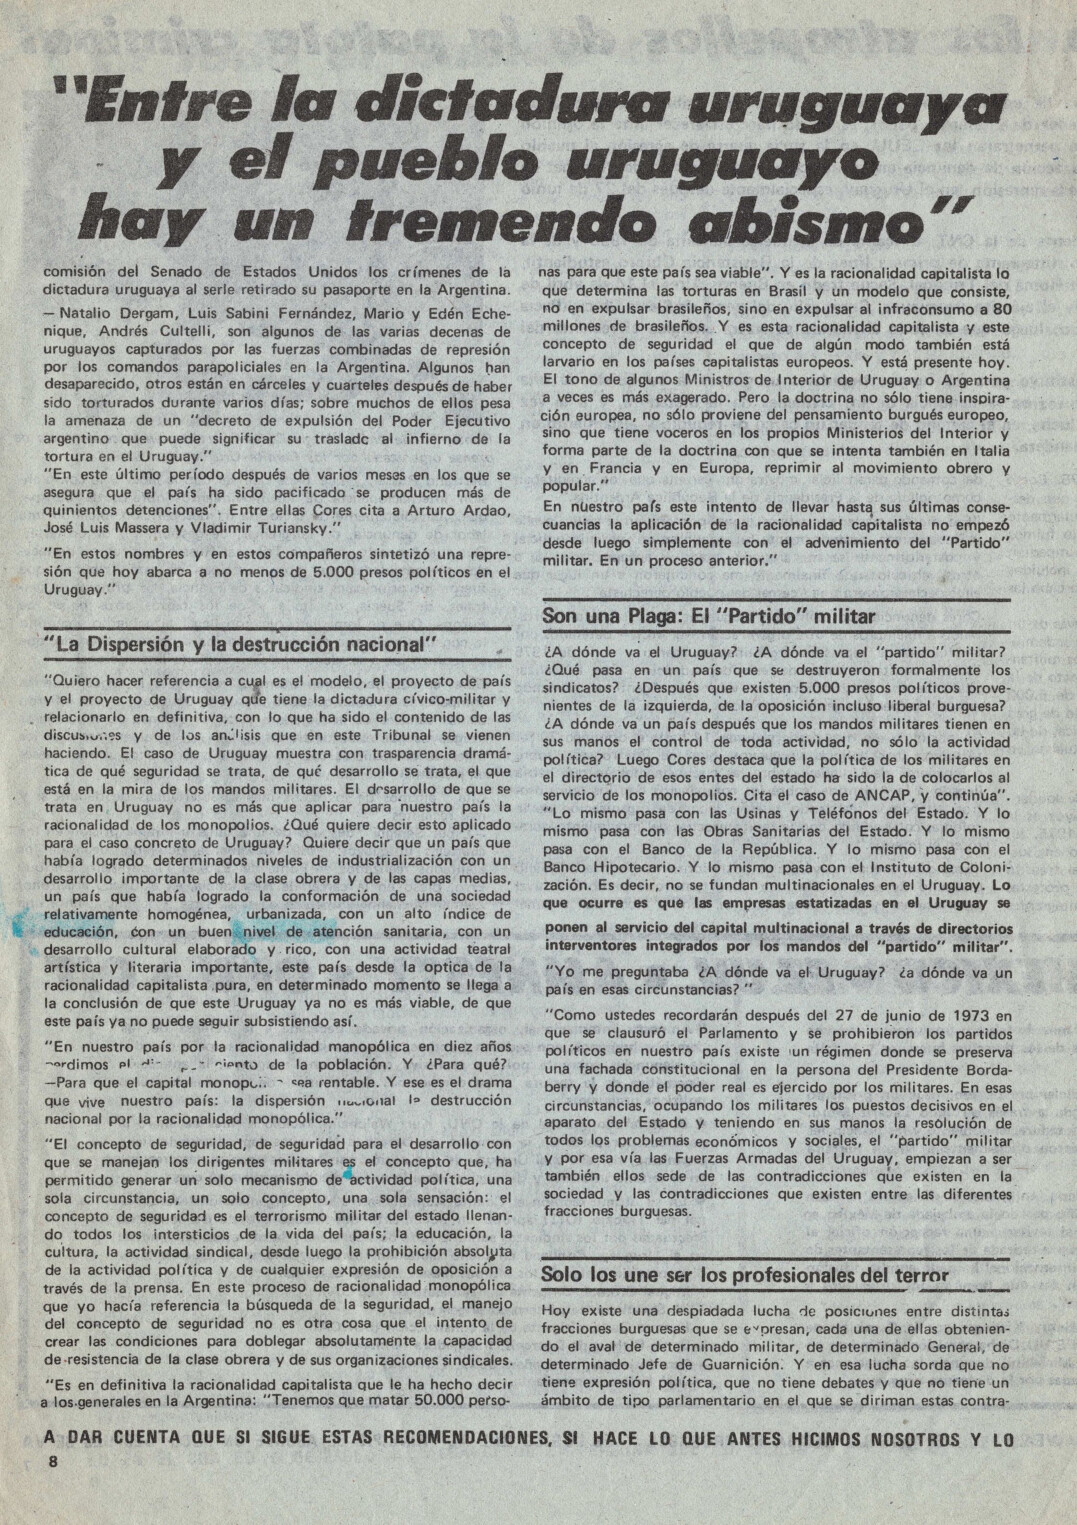 "Entre la dictadura uruguaya
y el pueblo uruguayo
hay un tremendo abismo"
comisión del Senado de Estados Unidos los crímenes de la
dictadura uruguaya al serle retirado su pasaporte en la Argentina.
— Natalio Dergam, Luis Sabini Fernández, Mario y Edén Eche-
nique, Andrés Cultelli, son algunos de las varias decenas de
uruguayos capturados por las fuerzas combinadas de represión
por los comandos parapoliciales en la Argentina. Algunos han
desaparecido, otros están en cárceles y cuarteles después de haber
sido torturados durante varios días; sobre muchos de ellos pesa
la amenaza de un "decreto de expulsión del Poder Ejecutivo
argentino que puede significar su traslado al infierno de la
tortura en el Uruguay."
"En este último período después de varios meses en los que se
asegura que el país ha sido pacificado se producen más de
quinientos detenciones". Entre ellas Cores cita a Arturo Ardao,
José Luis Massera y Vladimir Turiansky."
"En estos nombres y en estos compañeros sintetizó una repre-
sión que hoy abarca a no menos de 5.000 presos políticos en el
Uruguay."
"La Dispersión y la destrucción nacional"
"Quiero hacer referencia a cual es el modelo, el proyecto de país
y el proyecto de Uruguay que tiene la dictadura cívico-militar y
relacionarlo en definitiva, con lo que ha sido el contenido de las
discusiones y de los análisis que en este Tribunal se vienen
haciendo. El caso de Uruguay muestra con trasparencia dramá-
tica de qué seguridad se trata, de qué desarrollo se trata, el que
está en la mira de los mandos militares. El desarrollo de que se
trata en Uruguay no es más que aplicar para nuestro país la
racionalidad de los monopolios. ¿Qué quiere decir esto aplicado
para el caso concreto de Uruguay? Quiere decir que un país que
había logrado determinados niveles de industrialización con un
desarrollo importante de la clase obrera y de las capas medias,
un país que había logrado la conformación de una sociedad
relativamente homogénea, urbanizada, con un alto índice de
educación, con un buen nivel de atención sanitaria, con un
desarrollo cultural elaborado y rico, con una actividad teatral
artística y literaria importante, este país desde la optica de la
racionalidad capitalista pura, en determinado momento se llega a
la conclusión de que este Uruguay ya no es más viable, de que
este país ya no puede seguir subsistiendo así.
"En nuestro país por la racionalidad manopólica en diez años
perdimos el de la población. Y ¿Para qué?
—Para que el capital sea rentable. Y ese es el drama
que vive nuestro país: la dispersión nacional la destrucción
nacional por la racionalidad monopólica."
"El concepto de seguridad, de seguridad para el desarrollo con
que se manejan los dirigentes militares es el concepto que, ha
permitido generar un solo mecanismo de actividad política, una
sola circunstancia, un solo concepto, una sola sensación: el
concepto de seguridad es el terrorismo militar del estado llenan-
do todos los intersticios de la vida del país; la educación, la
cultura, la actividad sindical, desde luego la prohibición absoluta
de la actividad política y de cualquier expresión de oposición a
través de la prensa. En este proceso de racionalidad monopólica
que yo hacía referencia la búsqueda de la seguridad, el manejo
del concepto de seguridad no es otra cosa que el intento de
crear las condiciones para doblegar absolutamente la capacidad
de resistencia de la clase obrera y de sus organizaciones sindicales.
"Es en definitiva la racionalidad capitalista que le ha hecho decir
a los generales en la Argentina: "Tenemos que matar 50.000 perso-
nas para que este país sea viable". Y es la racionalidad capitalista lo
que determina las torturas en Brasil y un modelo que consiste,
no en expulsar brasileños, sino en expulsar al infraconsumo a 80
millones de brasileños. Y es esta racionalidad capitalista y este
concepto de seguridad el que de algún modo también está
larvario en los países capitalistas europeos. Y está presente hoy.
El tono de algunos Ministros de Interior de Uruguay o Argentina
a veces es más exagerado. Pero la doctrina no sólo tiene inspira-
ción europea, no sólo proviene del pensamiento burgués europeo,
sino que tiene voceros en los propios Ministerios del Interior y
forma parte de la doctrina con que se intenta también en Italia
y en Francia y en Europa, reprimir al movimiento obrero y
popular."
En nuestro país este intento de llevar hasta sus últimas conse-
cuancias la aplicación de la racionalidad capitalista no empezó
desde luego simplemente con el advenimiento del "Partido"
militar. En un proceso anterior."
Son una Plaga: El "Partido" militar
¿A dónde va el Uruguay? ¿A dónde va el "partido" militar?
¿Qué pasa en un país que se destruyeron formalmente los
sindicatos? ¿Después que existen 5.000 presos políticos prove-
nientes de la izquierda, de la oposición incluso liberal burguesa?
¿A dónde va un país después que los mandos militares tienen en
sus manos el control de toda actividad, no sólo la actividad
política? Luego Cores destaca que la política de los militares en
el directorio de esos entes del estado ha sido la de colocarlos al
servicio de los monopolios. Cita el caso de ANCAP, y continúa".
"Lo mismo pasa con las Usinas y Teléfonos del Estado. Y lo
mismo pasa con las Obras Sanitarias del Estado. Y lo mismo
pasa con el Banco de la República. Y lo mismo pasa con el
Banco Hipotecario. Y lo mismo pasa con el Instituto de Coloni-
zación. Es decir, no se fundan multinacionales en el Uruguay. Lo
que ocurre es que las empresas estatizadas en el Uruguay se
ponen al servicio del capital multinacional a través de directorios
interventores integrados por los mandos del "partido" militar".
"Yo me preguntaba ¿A dónde va el Uruguay? ¿a dónde va un
país en esas circunstancias? "
"Como ustedes recordarán después del 27 de junio de 1973 en
que se clausuró el Parlamento y se prohibieron los partidos
políticos en nuestro país existe un régimen donde se preserva
una fachada constitucional en la persona del Presidente Borda-
berry y donde el poder real es ejercido por los militares. En esas
circunstancias, ocupando los militares los puestos decisivos en el
aparato del Estado y teniendo en sus manos la resolución de
todos los problemas económicos y sociales, el "partido" militar
y por esa vía las Fuerzas Armadas del Uruguay, empiezan a ser
también ellos sede de las contradicciones que existen en la
sociedad y las contradicciones que existen entre las diferentes
fracciones burguesas.
Solo los une ser los profesionales del terror
Hoy existe una despiadada lucha de posiciones entre distintas
fracciones burguesas que se expresan, cada una de ellas obtenien-
do el aval de determinado militar, de determinado General, de
determinado Jefe de Guarnición. Y en esa lucha sorda que no
tiene expresión política, que no tiene debates y que no tiene un
ámbito de tipo parlamentario en el que se diriman estas contra-
A DAR CUENTA QUE SI SIGUE ESTAS RECOMENDACIONES, SI HACE LO QUE ANTES HICIMOS NOSOTROS Y LO
8